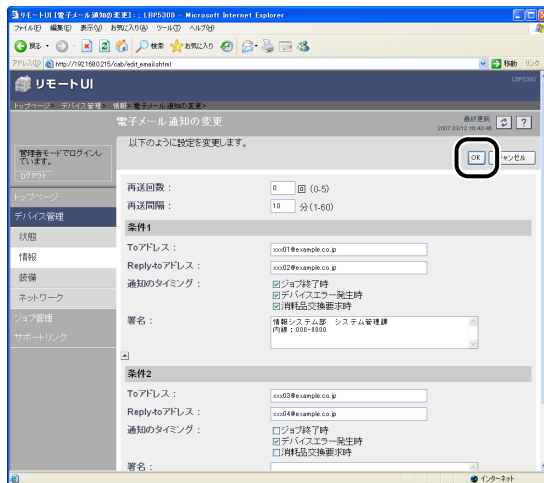 リモートUI [電子メール通知の変更] : ; LBP5300 - Microsoft Internet Explorer
ファイル(F) 編集(E) 表示(V) お気に入り(A) ツール(T) ヘルプ(H)
戻る 検索 お気に入り
アドレス(D) http://192.168.0.215/cab/edit_email.shtml 移動 リンク
リモートUI LBP5300
トップページ> デバイス管理> 情報> 電子メール通知の変更>
電子メール通知の変更
最終更新
2007 03/12 16:43:46
?
管理者モードでログインしています。
ログアウト
トップページ
デバイス管理
状態
情報
装備
ネットワーク
ジョブ管理
サポートリンク
以下のように設定を変更します。
OK キャンセル
再送回数: 0 回 (0-5)
再送間隔: 10 分 (1-60)
条件1
Toアドレス: xxx01@example.co.jp
Reply-toアドレス: xxx02@example.co.jp
通知のタイミング: ジョブ終了時
デバイスエラー発生時
消耗品交換要求時
署名: 情報システム部 システム管理課
内線:000-0000
条件2
Toアドレス: xxx03@example.co.jp
Reply-toアドレス: xxx04@example.co.jp
通知のタイミング: ジョブ終了時
デバイスエラー発生時
消耗品交換要求時
署名:
インターネット